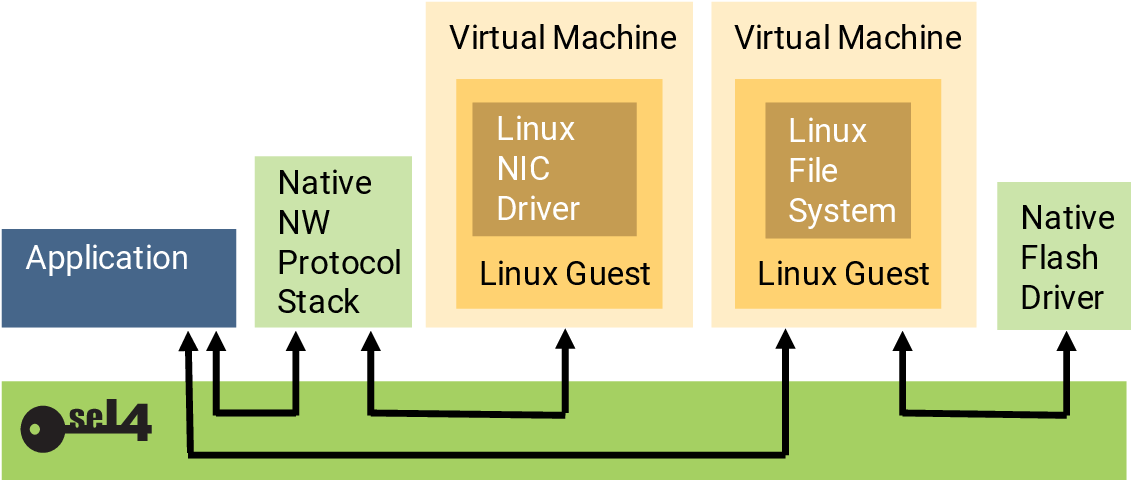 Application
Native
NW
Protocol
Stack
Virtual Machine
Linux
NIC
Driver
Linux Guest
Virtual Machine
Linux
File
System
Linux Guest
Native
Flash
Driver
seL4